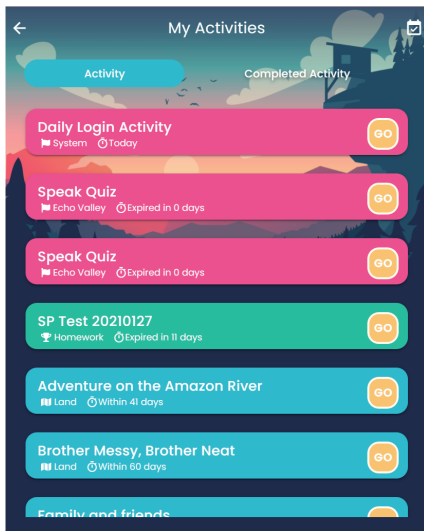 My Activities
Activity
Completed Activity
Daily Login Activity
System Today
GO
Speak Quiz
Echo Valley Expired in 0 days
GO
Speak Quiz
Echo Valley Expired in 0 days
GO
SP Test 20210127
Homework Expired in 11 days
GO
Adventure on the Amazon River
Land Within 41 days
GO
Brother Messy, Brother Neat
Land Within 60 days
GO
Family and friends